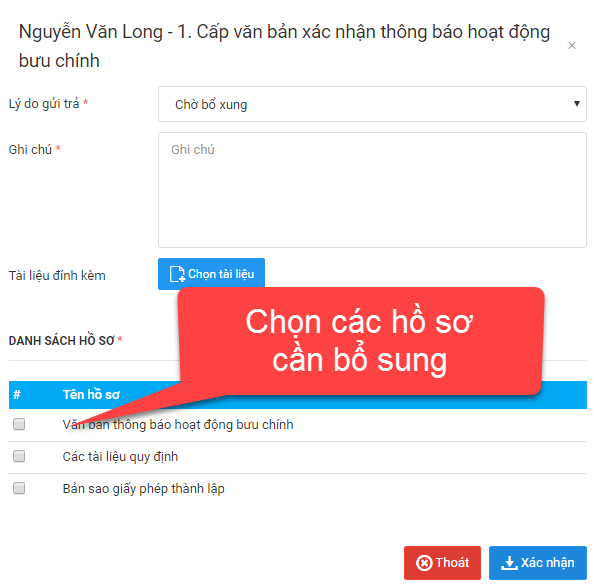 Nguyễn Văn Long - 1. Cấp văn bản xác nhận thông báo hoạt động
bưu chính
×
Lý do gửi trả *
Chờ bổ xung
Ghi chú *
Ghi chú
Tài liệu đính kèm
Chọn tài liệu
Chọn các hồ sơ
cần bổ sung
DANH SÁCH HỒ SƠ *
# Tên hồ sơ
Văn bản thông báo hoạt động bưu chính
Các tài liệu quy định
Bản sao giấy phép thành lập
Thoát
Xác nhận